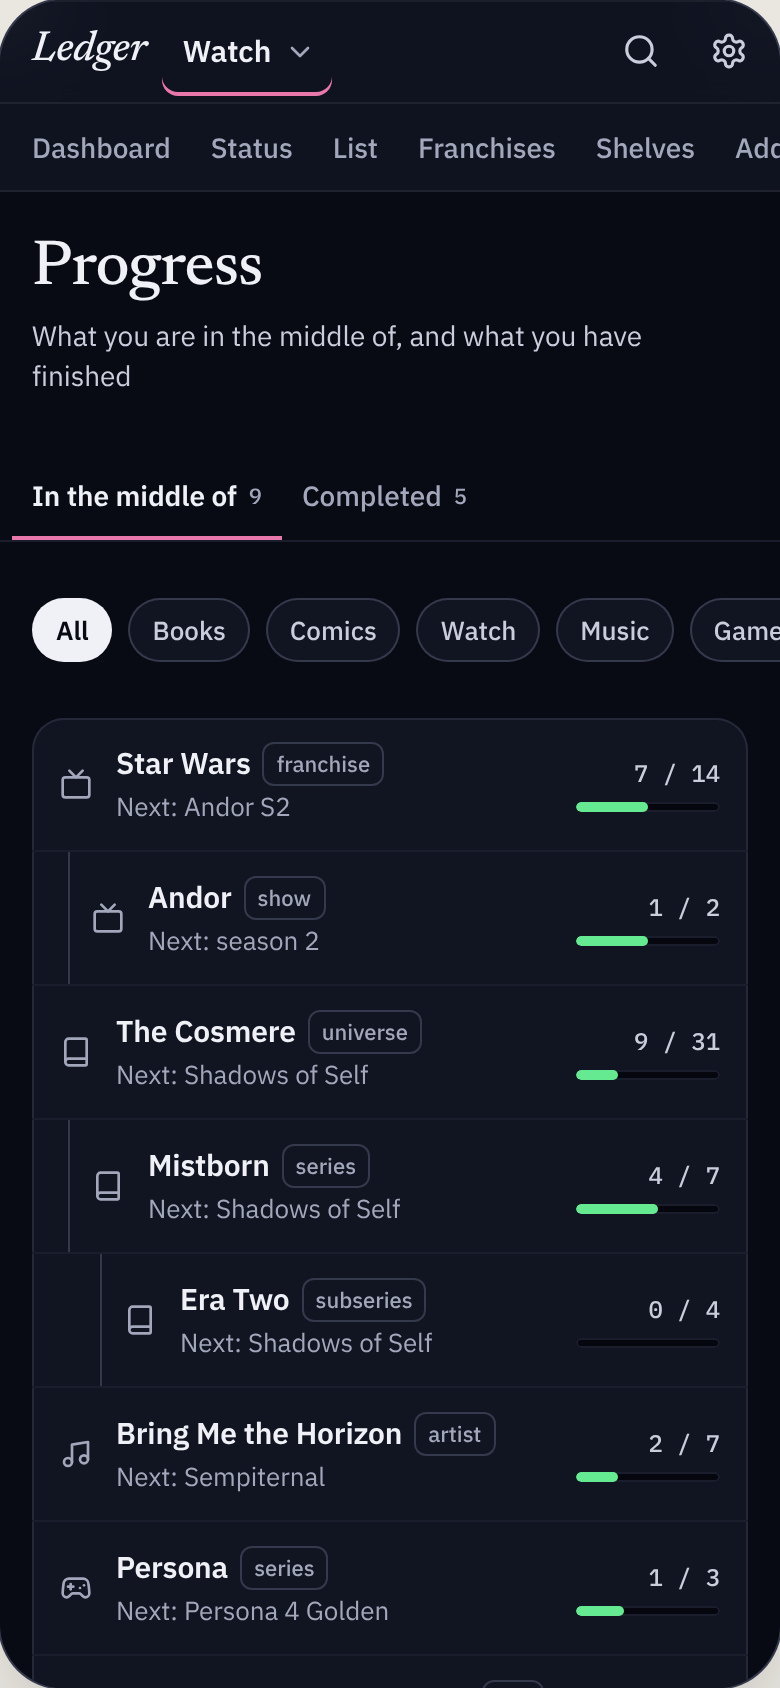 Ledger Watch
Dashboard Status List Franchises Shelves Add
Progress
What you are in the middle of, and what you have
finished
In the middle of 9 Completed 5
All Books Comics Watch Music Game
Star Wars franchise
7 / 14
Next: Andor S2
Andor show
1 / 2
Next: season 2
The Cosmere universe
9 / 31
Next: Shadows of Self
Mistborn series
4 / 7
Next: Shadows of Self
Era Two subseries
0 / 4
Next: Shadows of Self
Bring Me the Horizon artist
2 / 7
Next: Sempiternal
Persona series
1 / 3
Next: Persona 4 Golden